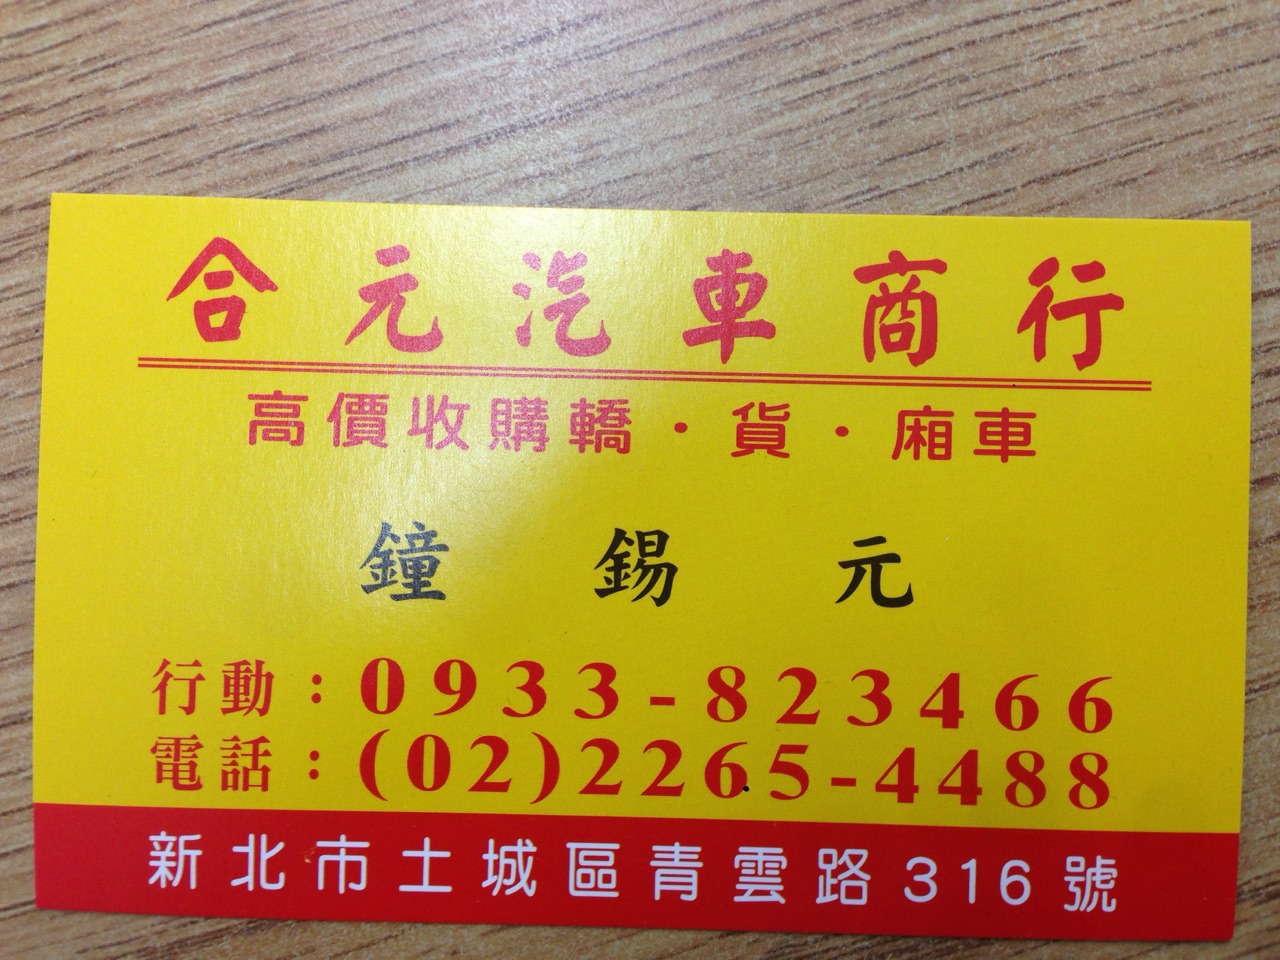 合元汽車商行
高價收購轎·貨·廂車
鐘錫元
行動：0933-823466
電話：(02)2265-4488
新北市土城區青雲路316號